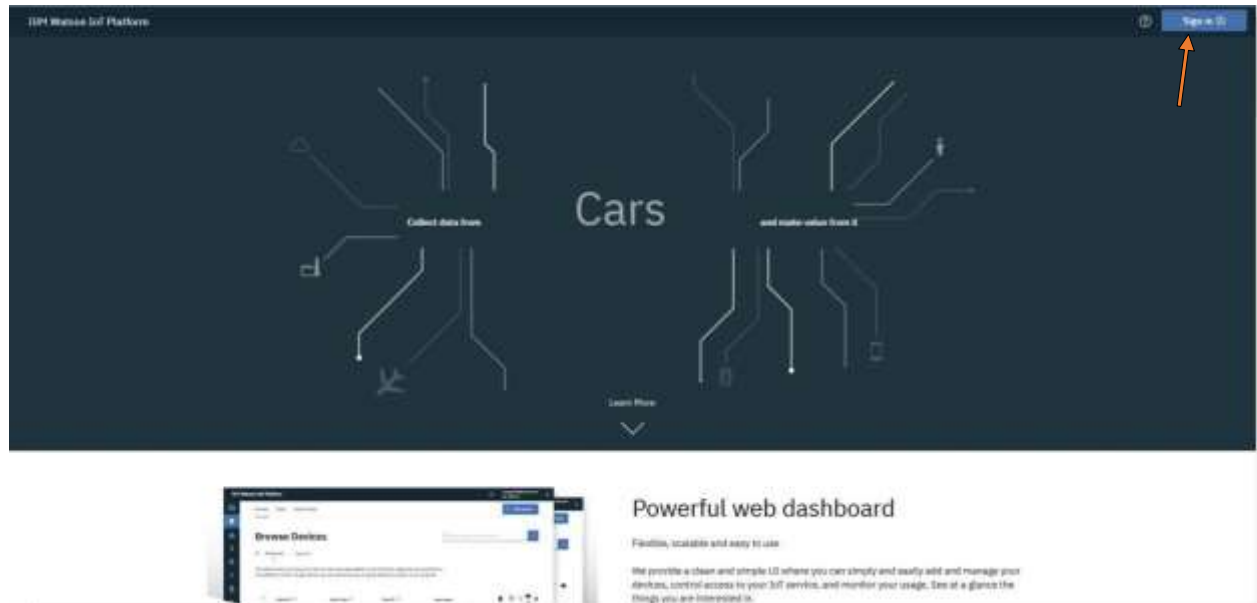 IBM Watson IoT Platform
Sign in
Collect data from
Cars
and make value from it
Learn More
Powerful web dashboard
Flexible, scalable and easy to use
We provide a clean and simple UI where you can simply and easily add and manage your
devices, control access to your IoT service, and monitor your usage. See at a glance the
things you are interested in.
Browse Devices